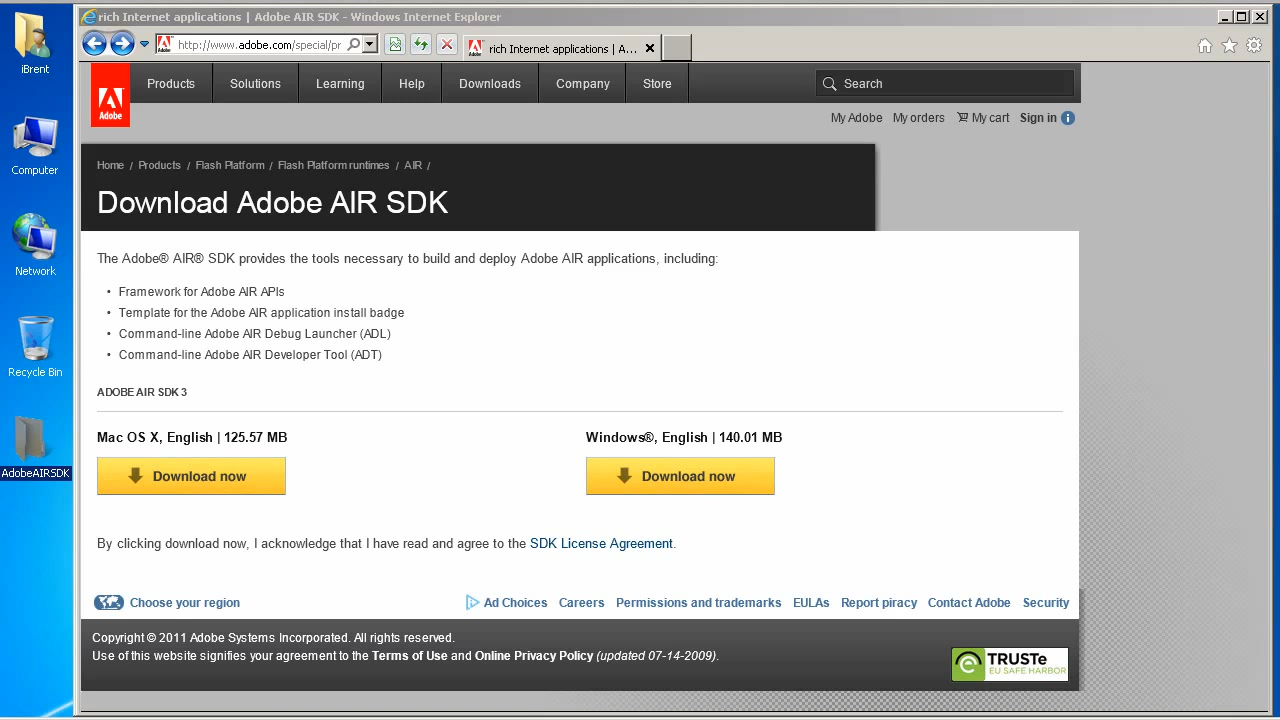 rich Internet applications | Adobe AIR SDK - Windows Internet Explorer
http://www.adobe.com/special/pr
rich Internet applications | A...
iBrent
Computer
Network
Recycle Bin
AdobeAIRSDK
Adobe
Products
Solutions
Learning
Help
Downloads
Company
Store
Search
My Adobe
My orders
My cart
Sign in
Home / Products / Flash Platform / Flash Platform runtimes / AIR /
Download Adobe AIR SDK
The Adobe® AIR® SDK provides the tools necessary to build and deploy Adobe AIR applications, including:
• Framework for Adobe AIR APIs
• Template for the Adobe AIR application install badge
• Command-line Adobe AIR Debug Launcher (ADL)
• Command-line Adobe AIR Developer Tool (ADT)
ADOBE AIR SDK 3
Mac OS X, English | 125.57 MB
Download now
Windows®, English | 140.01 MB
Download now
By clicking download now, I acknowledge that I have read and agree to the SDK License Agreement.
Choose your region
Ad Choices
Careers
Permissions and trademarks
EULAs
Report piracy
Contact Adobe
Security
Copyright © 2011 Adobe Systems Incorporated. All rights reserved.
Use of this website signifies your agreement to the Terms of Use and Online Privacy Policy (updated 07-14-2009).
TRUSTe
EU SAFE HARBOR